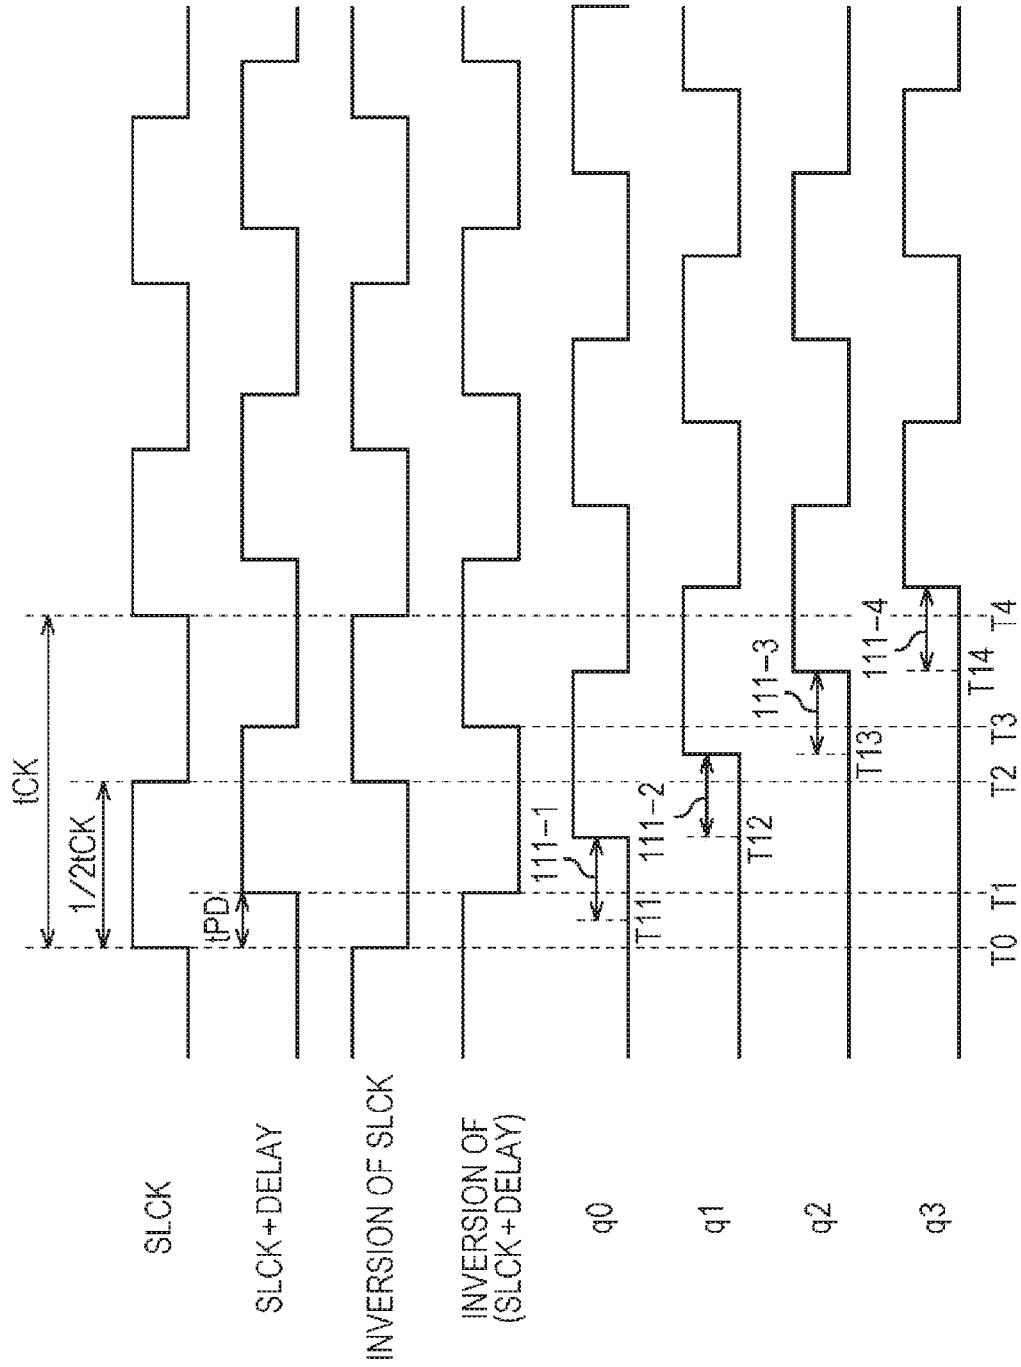 tCK
1/2tCK
SLCK
tPD
SLCK+DELAY
INVERSION OF SLCK
INVERSION OF
(SLCK+DELAY)
111-1
T11
q0
111-2
T12
q1
111-3
T13
q2
111-4
T14
q3
T0
T1
T2
T3
T4